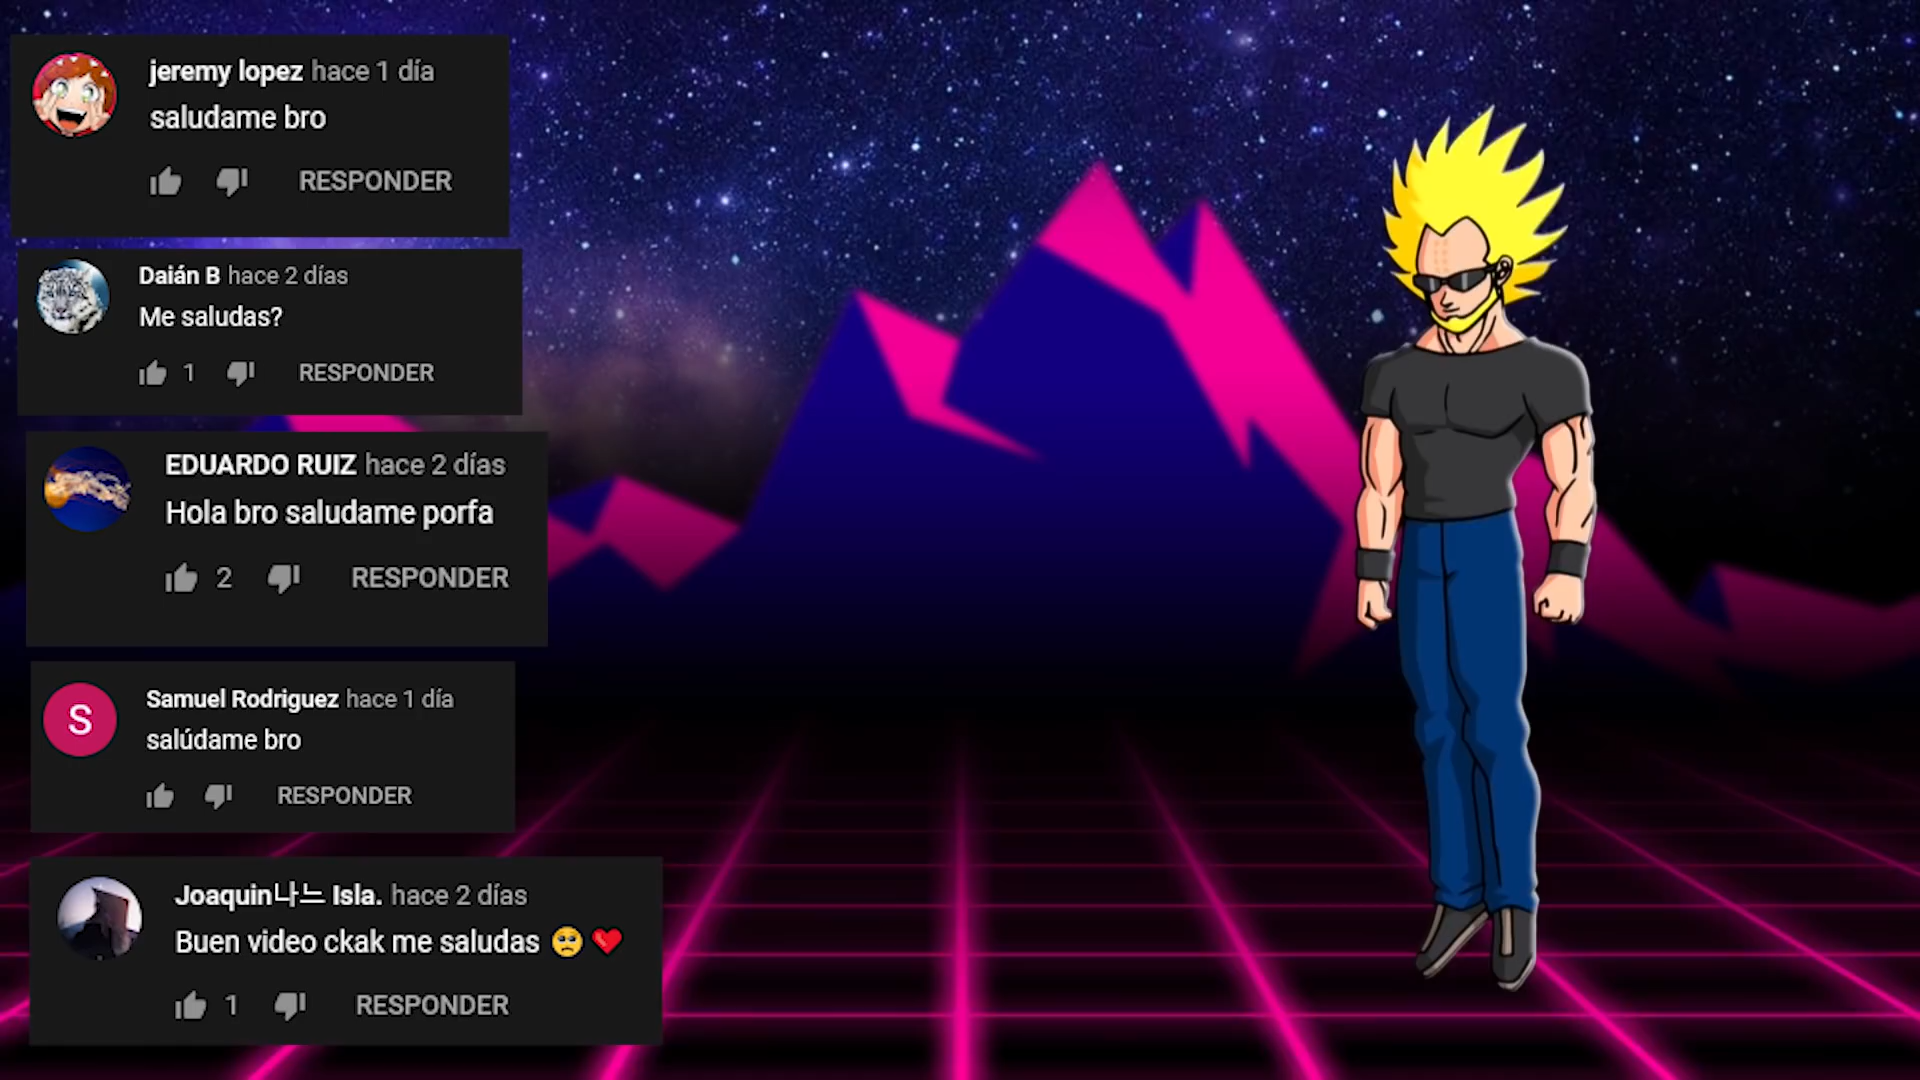 jeremy lopez hace 1 día
saludame bro
RESPONDER
Daián B hace 2 días
Me saludas?
1 RESPONDER
EDUARDO RUIZ hace 2 días
Hola bro saludame porfa
2 RESPONDER
S
Samuel Rodriguez hace 1 día
salúdame bro
RESPONDER
Joaquin나느 Isla. hace 2 días
Buen video ckak me saludas 🥺 ❤️
1 RESPONDER